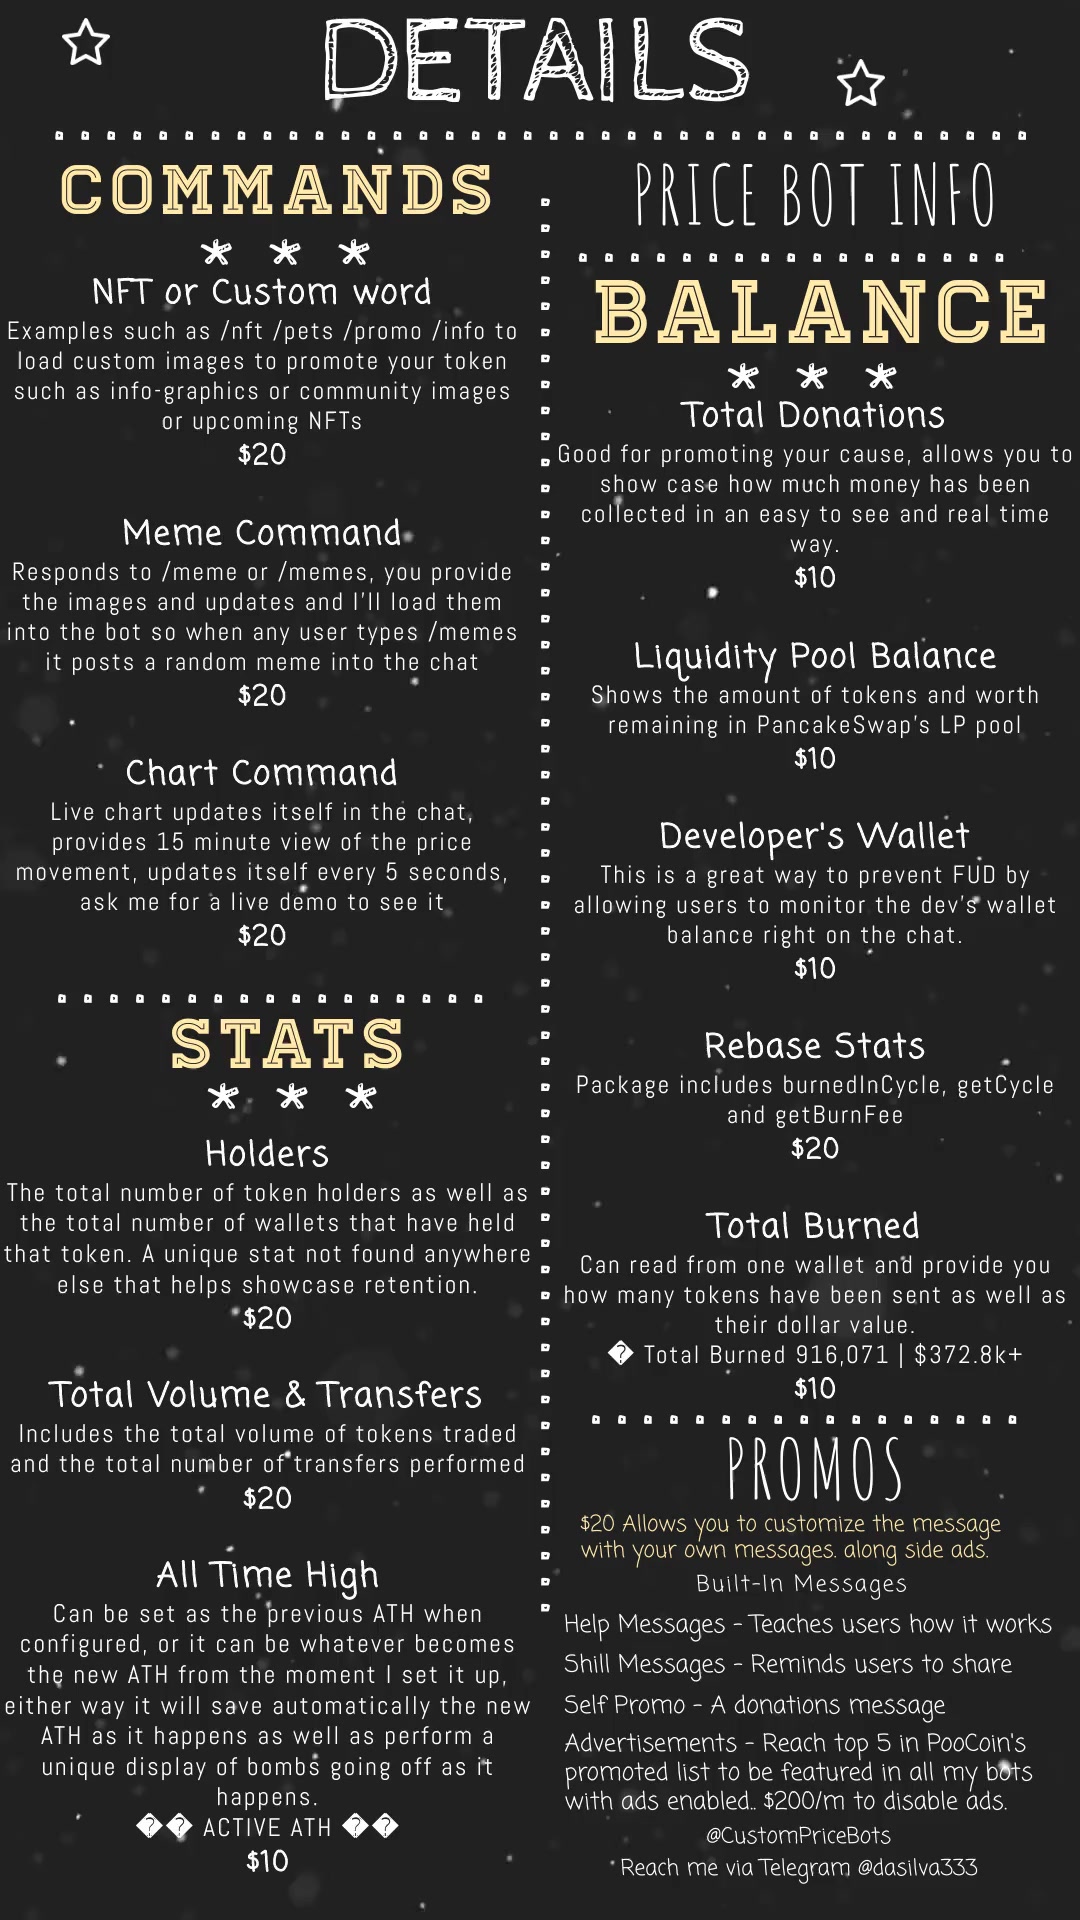 DETAILS
COMMANDS
NFT or Custom word
Examples such as /nft /pets /promo /info to
load custom images to promote your token
such as info-graphics or community images
or upcoming NFTs
$20
Meme Command
Responds to /meme or /memes, you provide
the images and updates and I'll load them
into the bot so when any user types /memes
it posts a random meme into the chat
$20
Chart Command
Live chart updates itself in the chat,
provides 15 minute view of the price
movement, updates itself every 5 seconds,
ask me for a live demo to see it
$20
STATS
Holders
The total number of token holders as well as
the total number of wallets that have held
that token. A unique stat not found anywhere
else that helps showcase retention.
$20
Total Volume & Transfers
Includes the total volume of tokens traded
and the total number of transfers performed
$20
All Time High
Can be set as the previous ATH when
configured, or it can be whatever becomes
the new ATH from the moment I set it up,
either way it will save automatically the new
ATH as it happens as well as perform a
unique display of bombs going off as it
happens.
�� ACTIVE ATH ��
$10
PRICE BOT INFO
BALANCE
Total Donations
Good for promoting your cause, allows you to
show case how much money has been
collected in an easy to see and real time
way.
$10
Liquidity Pool Balance
Shows the amount of tokens and worth
remaining in PancakeSwap's LP pool
$10
Developer's Wallet
This is a great way to prevent FUD by
allowing users to monitor the dev's wallet
balance right on the chat.
$10
Rebase Stats
Package includes burnedInCycle, getCycle
and getBurnFee
$20
Total Burned
Can read from one wallet and provide you
how many tokens have been sent as well as
their dollar value.
� Total Burned 916,071 | $372.8k+
$10
PROMOS
$20 Allows you to customize the message
with your own messages. along side ads.
Built-In Messages
Help Messages - Teaches users how it works
Shill Messages - Reminds users to share
Self Promo - A donations message
Advertisements - Reach top 5 in PooCoin's
promoted list to be featured in all my bots
with ads enabled.. $200/m to disable ads.
@CustomPriceBots
Reach me via Telegram @dasilva333